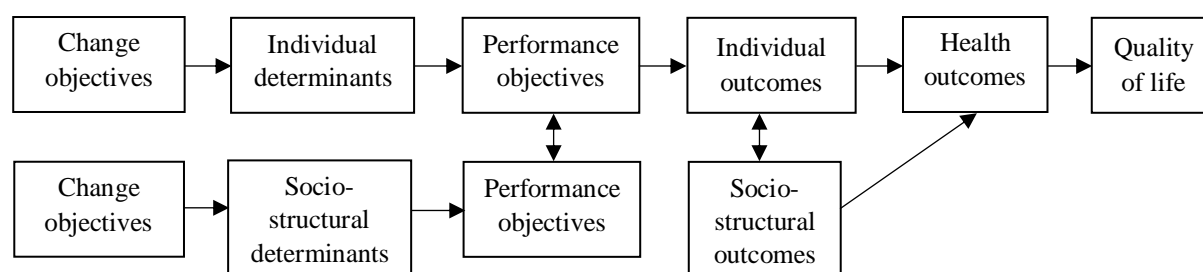 Change
objectives
Individual
determinants
Performance
objectives
Individual
outcomes
Health
outcomes
Quality
of life
Change
objectives
Socio-
structural
determinants
Performance
objectives
Socio-
structural
outcomes